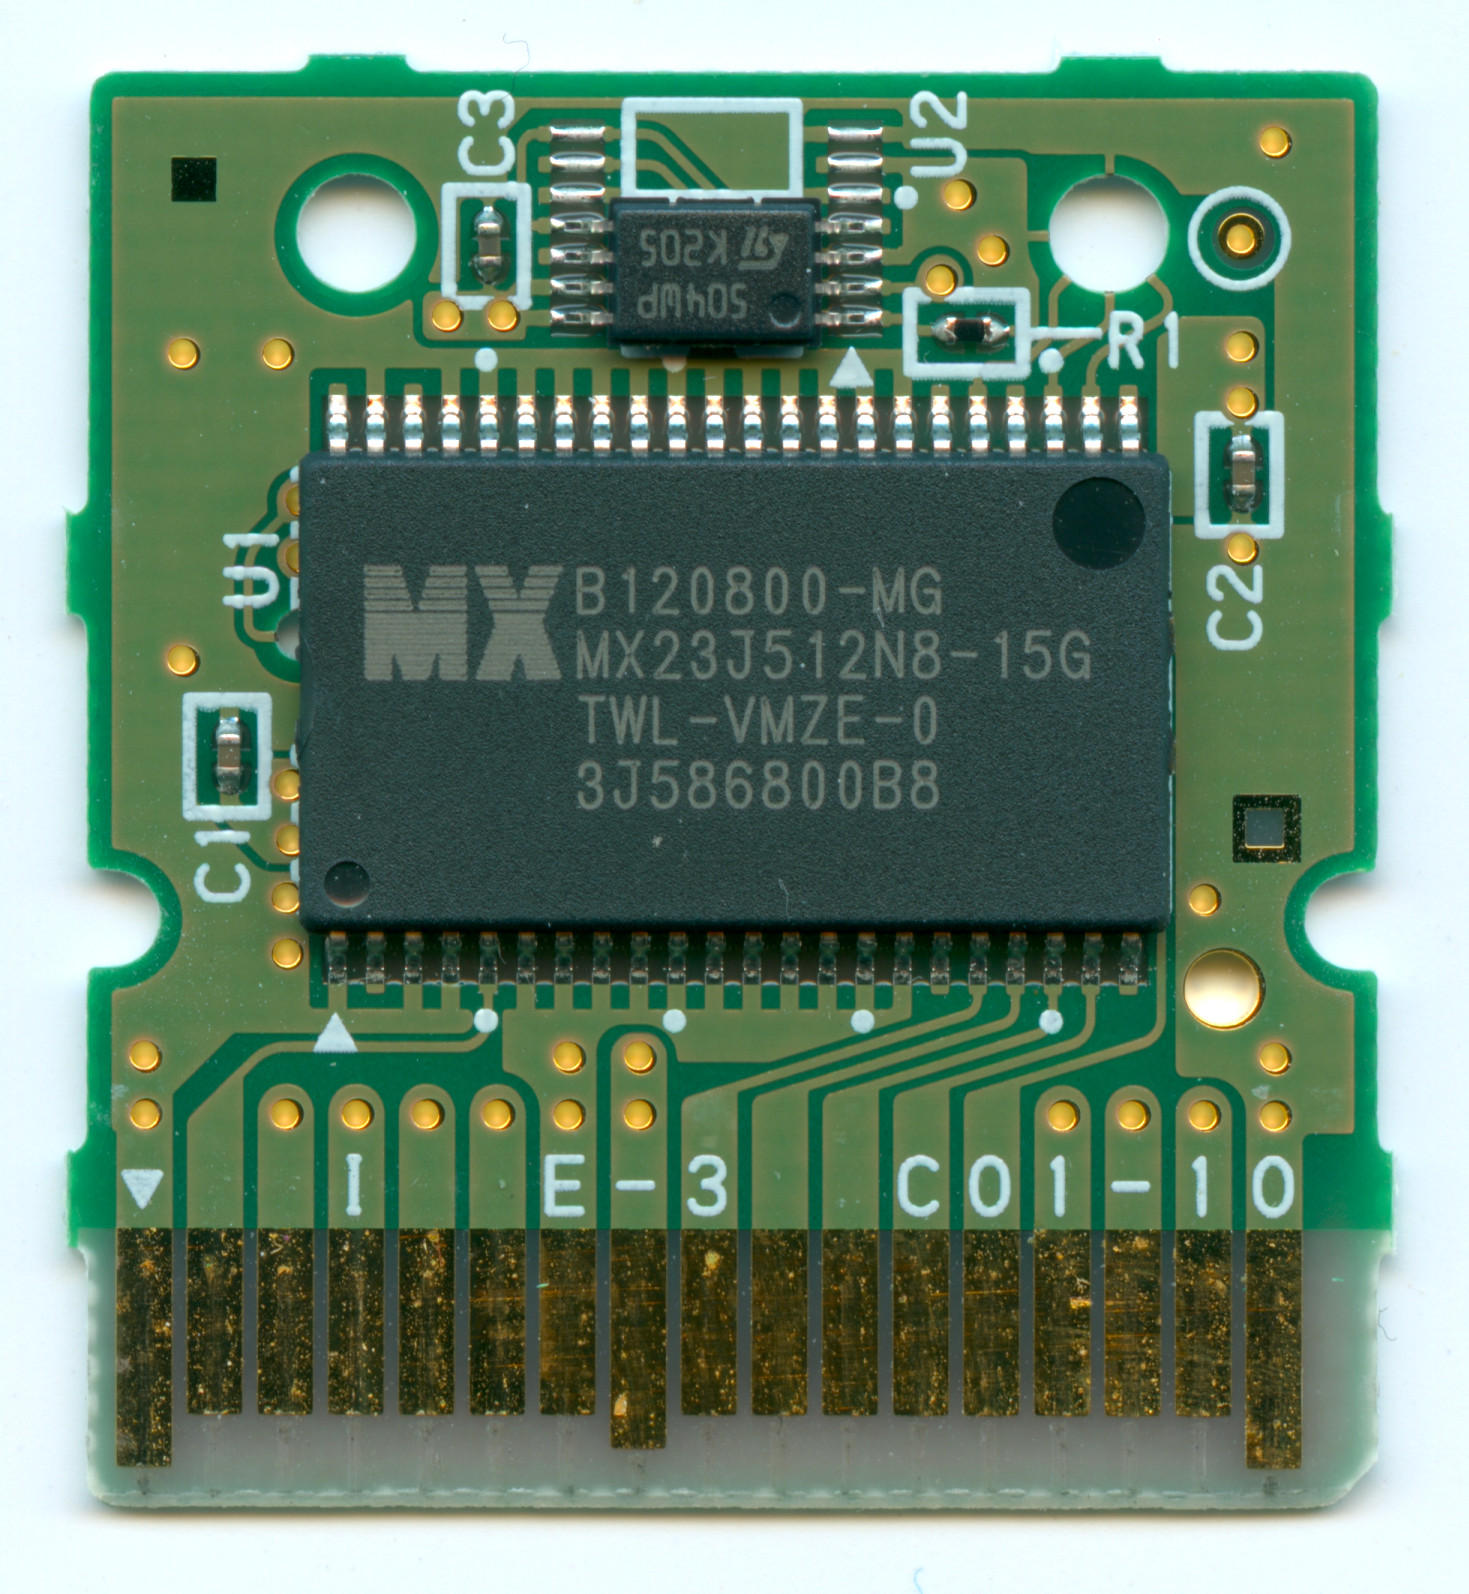 C3
U2
K205
504WP
R1
U1
MX
B120800-MG
MX23J512N8-15G
TWL-VMZE-0
3J586800B8
C2
C1
I E-3 C01-10